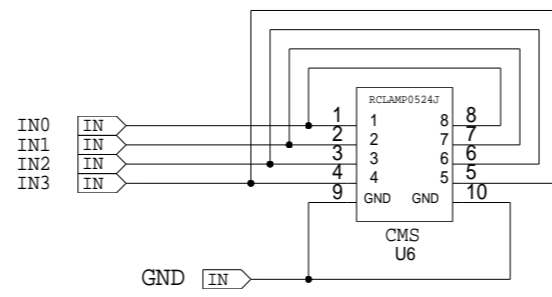 RCLAMP0524J
IN0 IN 1 1 8 8
IN1 IN 2 2 7 7
IN2 IN 3 3 6 6
IN3 IN 4 4 5 5
9 GND GND 10
CMS
U6
GND IN